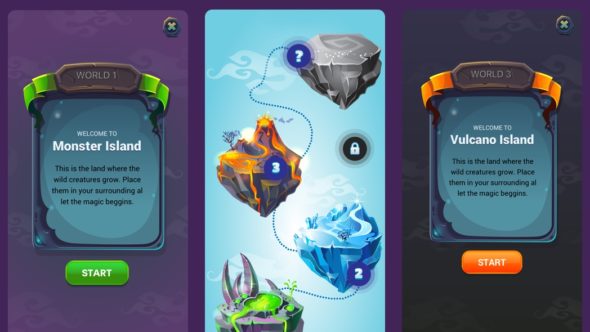 WORLD 1
WELCOME TO
Monster Island
This is the land where the
wild creatures grow. Place
them in your surrounding al
let the magic beggins.
START
?
3
2
WORLD 3
WELCOME TO
Vulcano Island
This is the land where the
wild creatures grow. Place
them in your surrounding al
let the magic beggins.
START